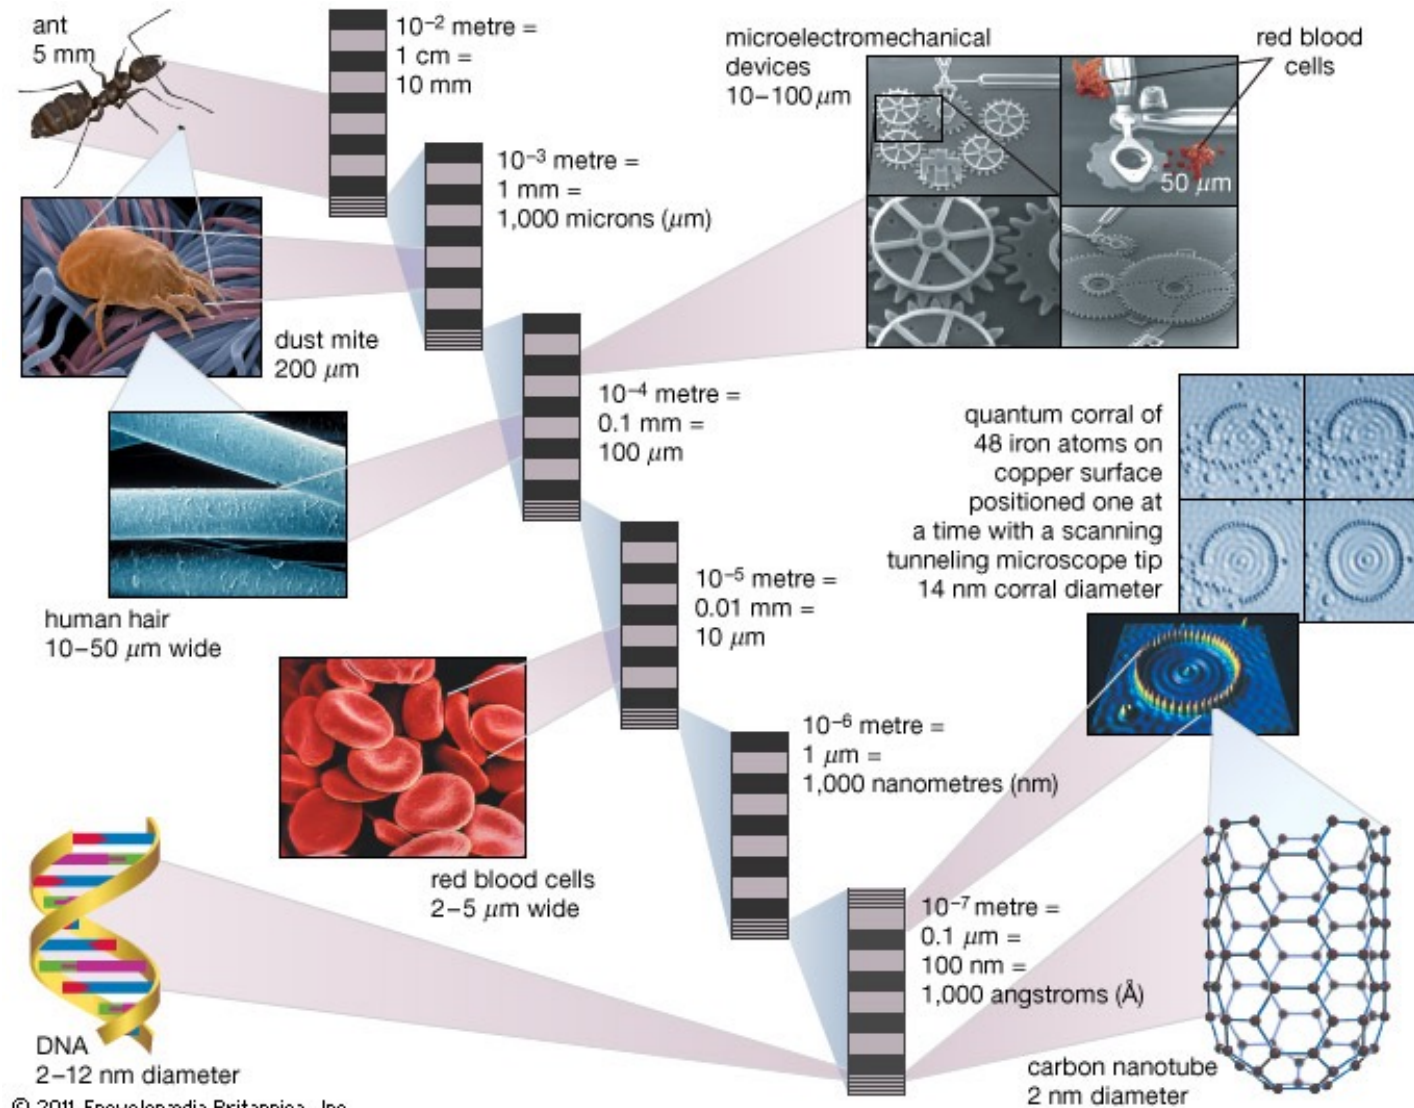 ant
5 mm
10–2 metre =
1 cm =
10 mm
microelectromechanical
devices
10–100 μm
red blood
cells
50 μm
10–3 metre =
1 mm =
1,000 microns (μm)
dust mite
200 μm
10–4 metre =
0.1 mm =
100 μm
quantum corral of
48 iron atoms on
copper surface
positioned one at
a time with a scanning
tunneling microscope tip
14 nm corral diameter
human hair
10–50 μm wide
10–5 metre =
0.01 mm =
10 μm
red blood cells
2–5 μm wide
10–6 metre =
1 μm =
1,000 nanometres (nm)
10–7 metre =
0.1 μm =
100 nm =
1,000 angstroms (Å)
DNA
2–12 nm diameter
carbon nanotube
2 nm diameter
© 2011 Encyclopædia Britannica, Inc.